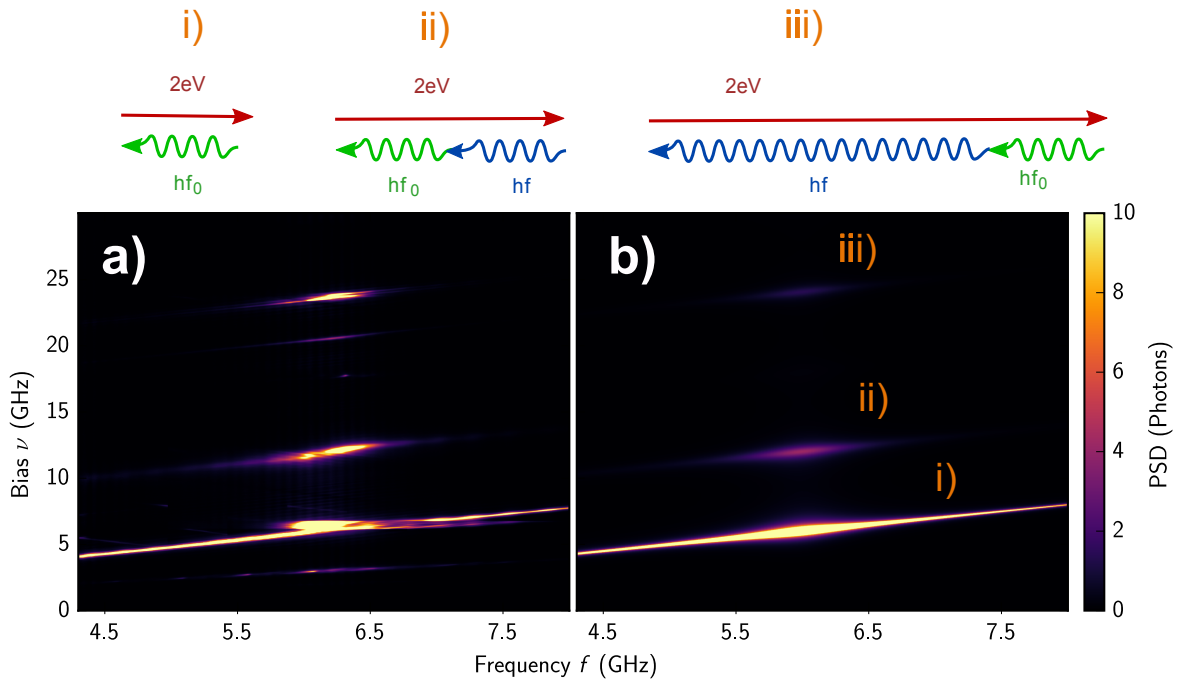 i) ii) iii)
2eV 2eV 2eV
hf0 hf0 hf hf hf0
a) b)
iii)
ii)
i)
25
20
15
10
5
0
Bias ν (GHz)
4.5 5.5 6.5 7.5 4.5 5.5 6.5 7.5
Frequency f (GHz)
10
8
6
4
2
0
PSD (Photons)